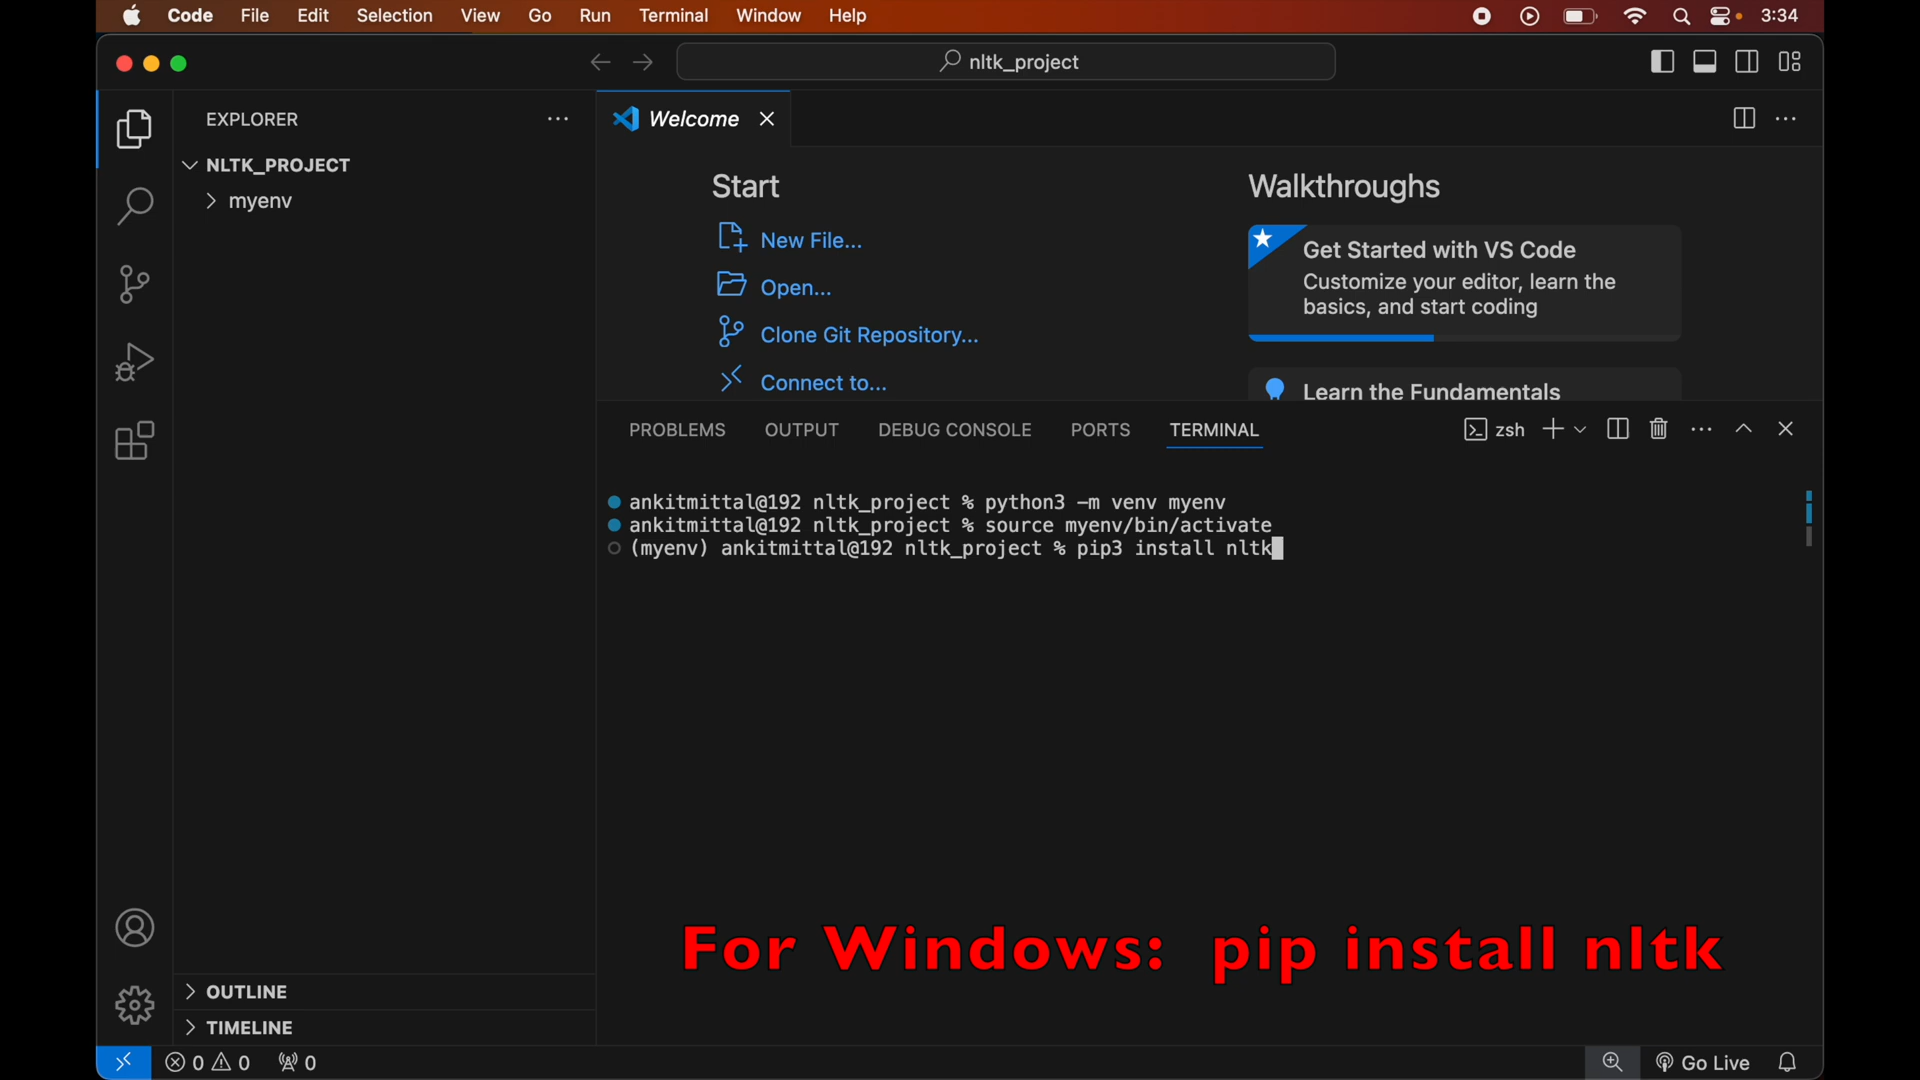 Code File Edit Selection View Go Run Terminal Window Help 3:34
nltk_project
EXPLORER
NLTK_PROJECT
myenv
OUTLINE
TIMELINE
Welcome
Start
New File...
Open...
Clone Git Repository...
Connect to...
Walkthroughs
Get Started with VS Code
Customize your editor, learn the
basics, and start coding
Learn the Fundamentals
PROBLEMS OUTPUT DEBUG CONSOLE PORTS TERMINAL zsh
ankitmittal@192 nltk_project % python3 -m venv myenv
ankitmittal@192 nltk_project % source myenv/bin/activate
(myenv) ankitmittal@192 nltk_project % pip3 install nltk
For Windows: pip install nltk
0 0 0 Go Live